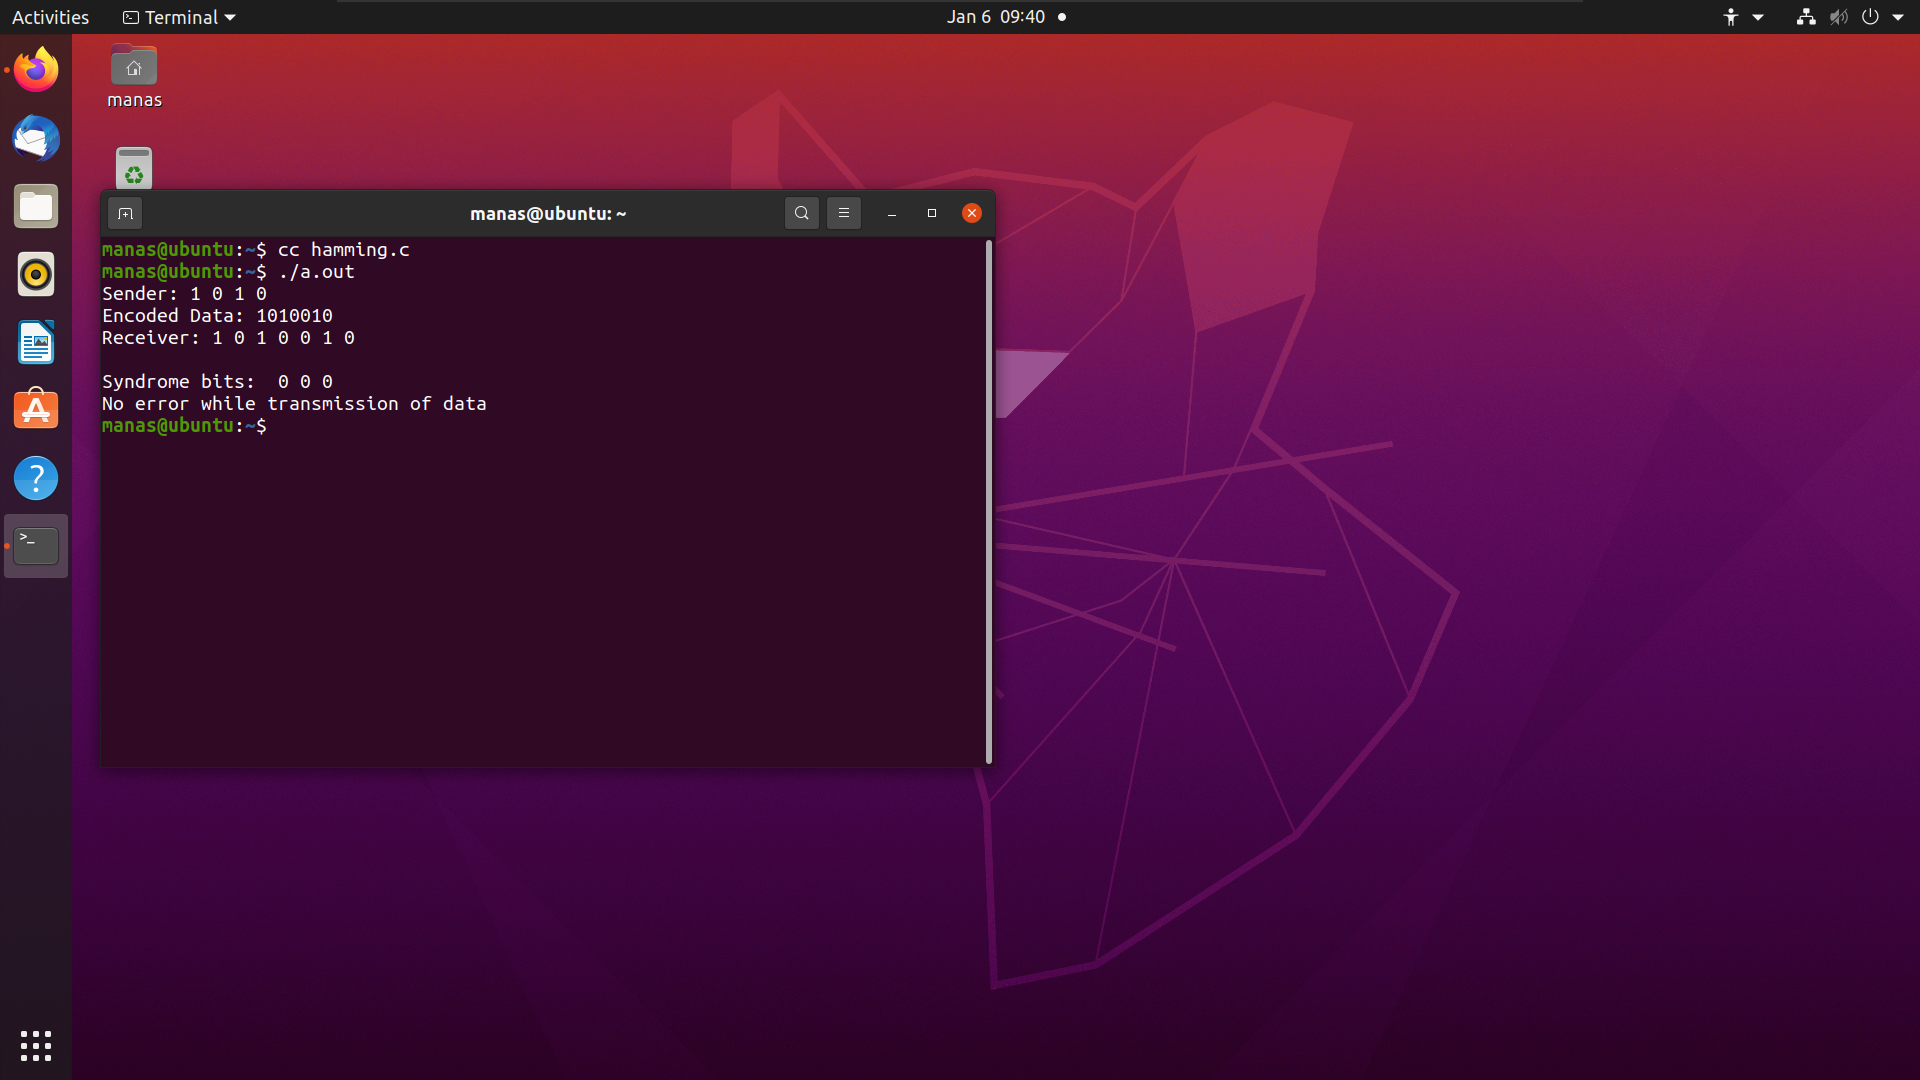 Activities Terminal Jan 6 09:40
manas
manas@ubuntu: ~
manas@ubuntu:~$ cc hamming.c
manas@ubuntu:~$ ./a.out
Sender: 1 0 1 0
Encoded Data: 1010010
Receiver: 1 0 1 0 0 1 0
Syndrome bits:  0 0 0
No error while transmission of data
manas@ubuntu:~$